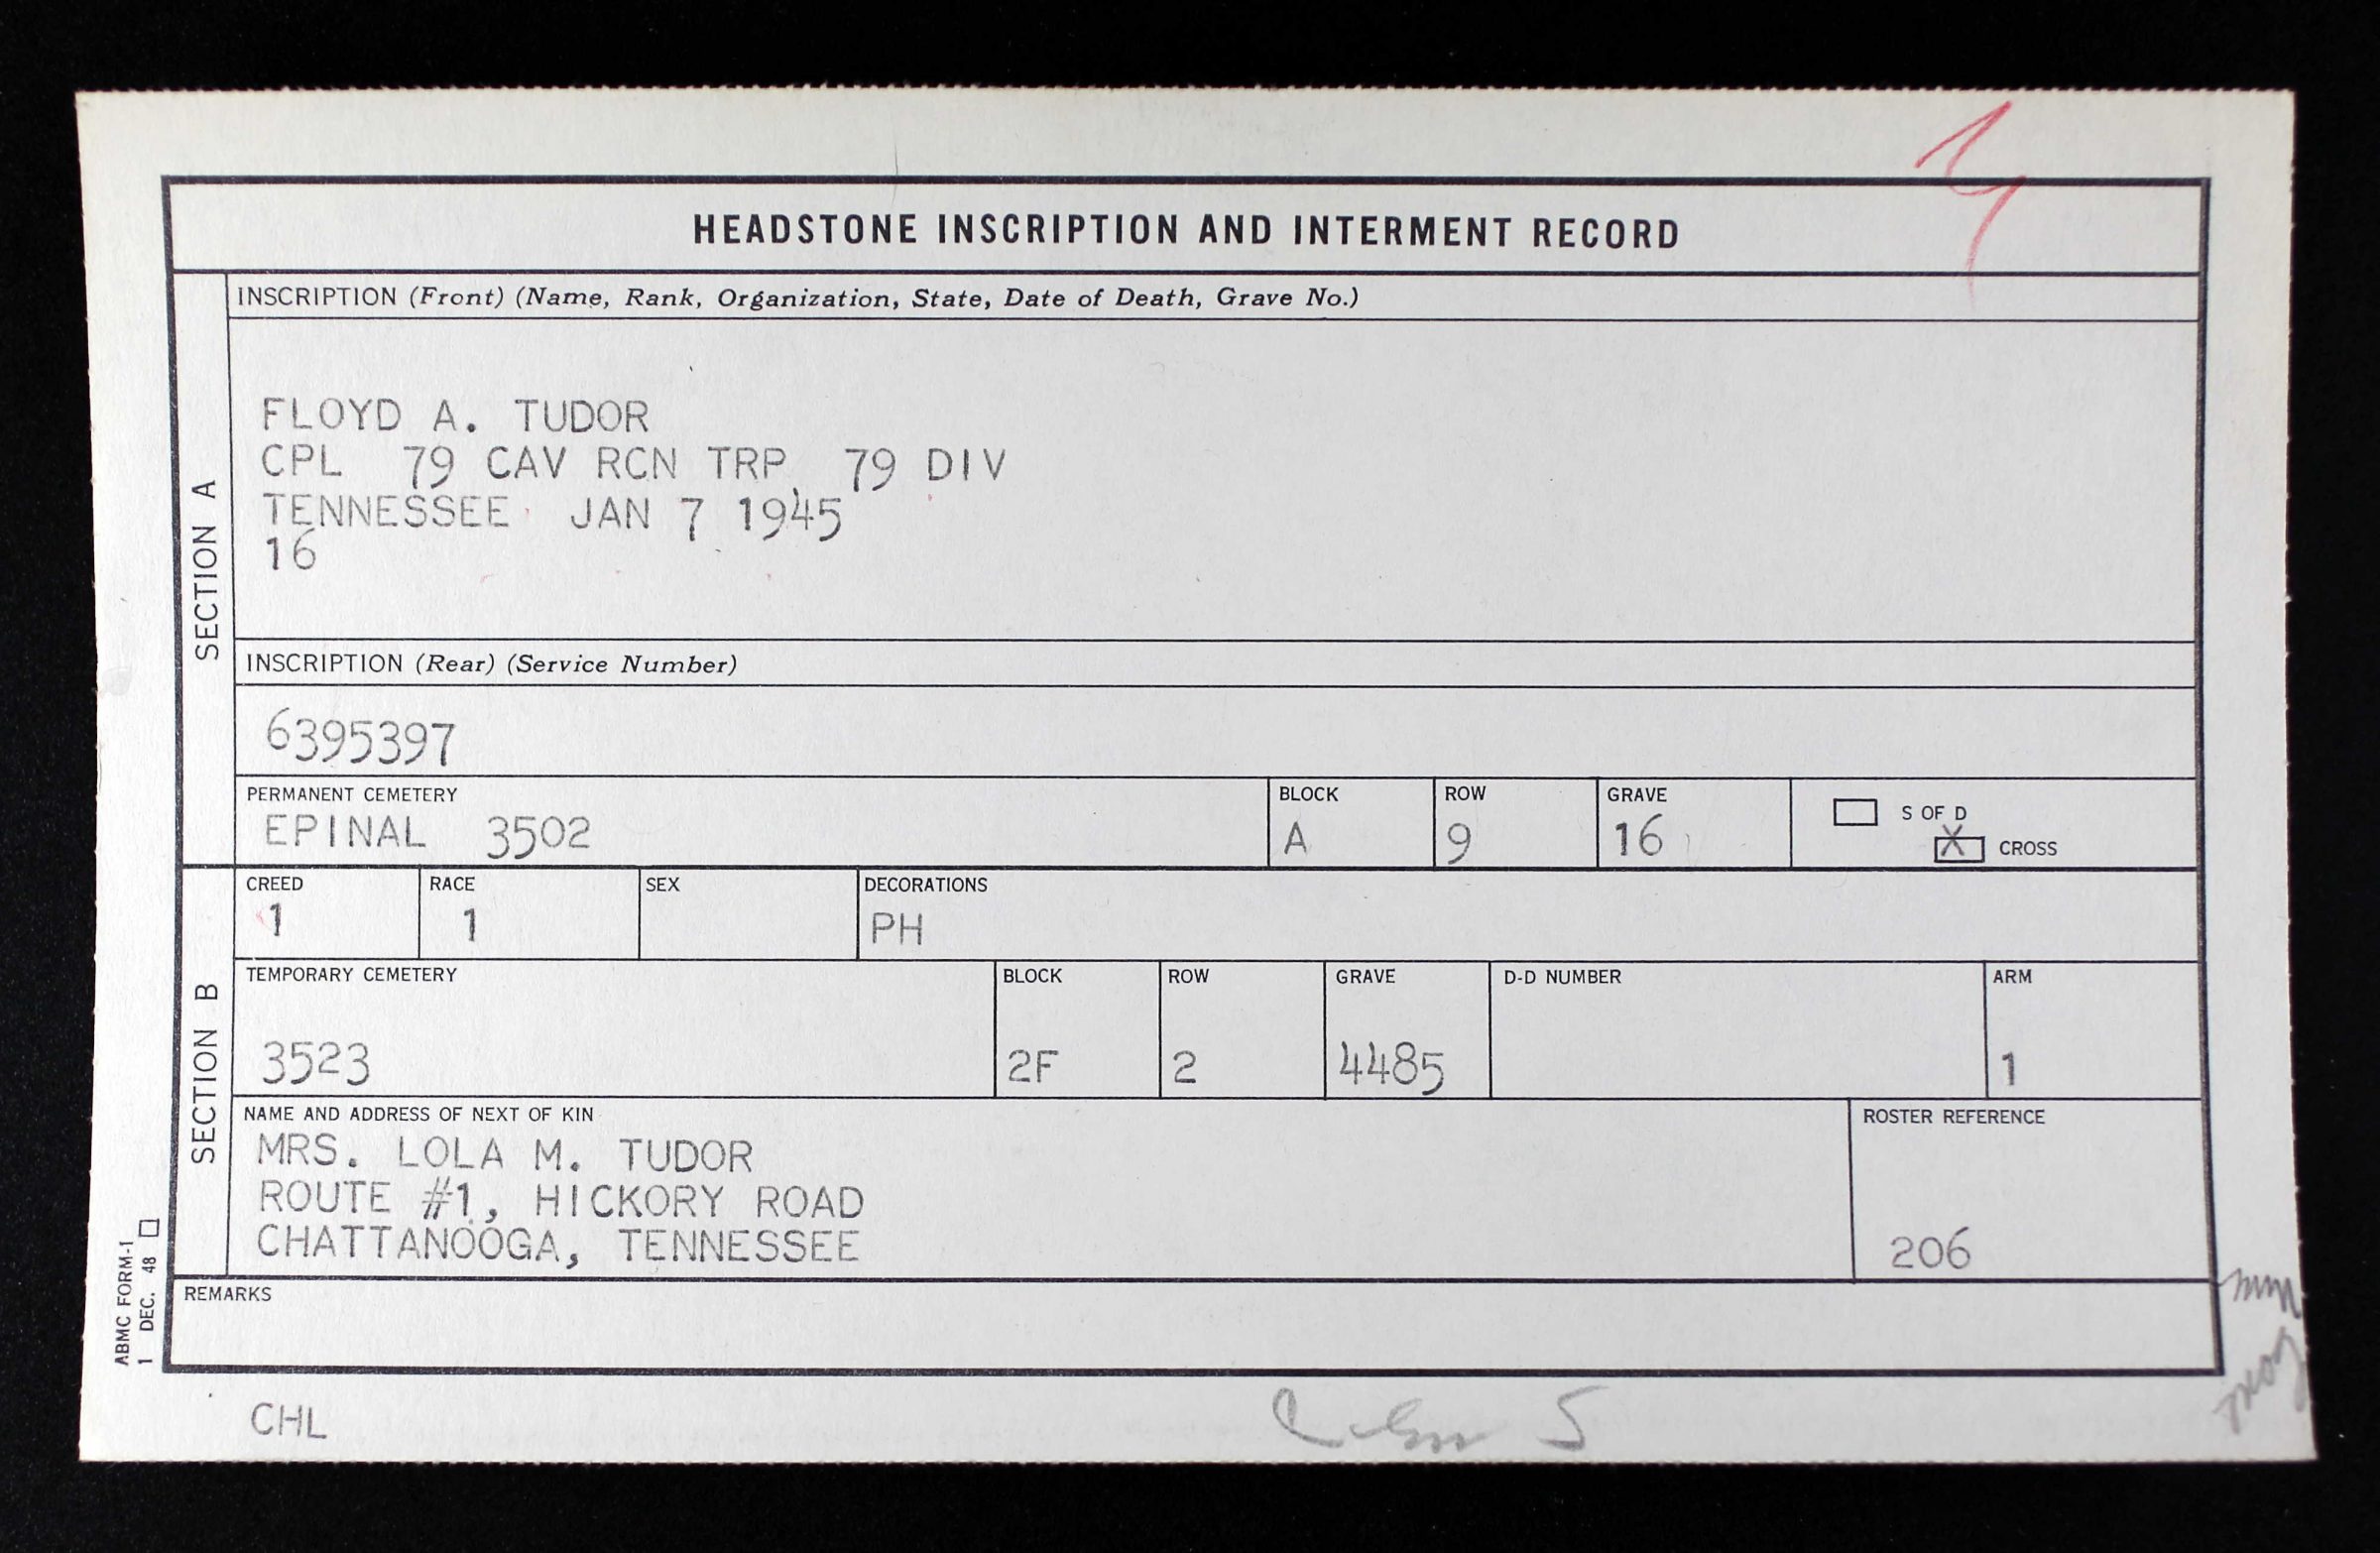 HEADSTONE INSCRIPTION AND INTERMENT RECORD
SECTION A
INSCRIPTION (Front) (Name, Rank, Organization, State, Date of Death, Grave No.)
FLOYD A. TUDOR
CPL 79 CAV RCN TRP, 79 DIV
TENNESSEE JAN 7 1945
16
INSCRIPTION (Rear) (Service Number)
6395397
PERMANENT CEMETERY BLOCK ROW GRAVE
EPINAL 3502 A 9 16
S OF D
X CROSS
SECTION B
CREED RACE SEX DECORATIONS
1 1 PH
TEMPORARY CEMETERY BLOCK ROW GRAVE D-D NUMBER ARM
3523 2F 2 4485 1
NAME AND ADDRESS OF NEXT OF KIN ROSTER REFERENCE
MRS. LOLA M. TUDOR
ROUTE #1, HICKORY ROAD
CHATTANOOGA, TENNESSEE
206
REMARKS
ABMC FORM-1
1 DEC. 48
CHL